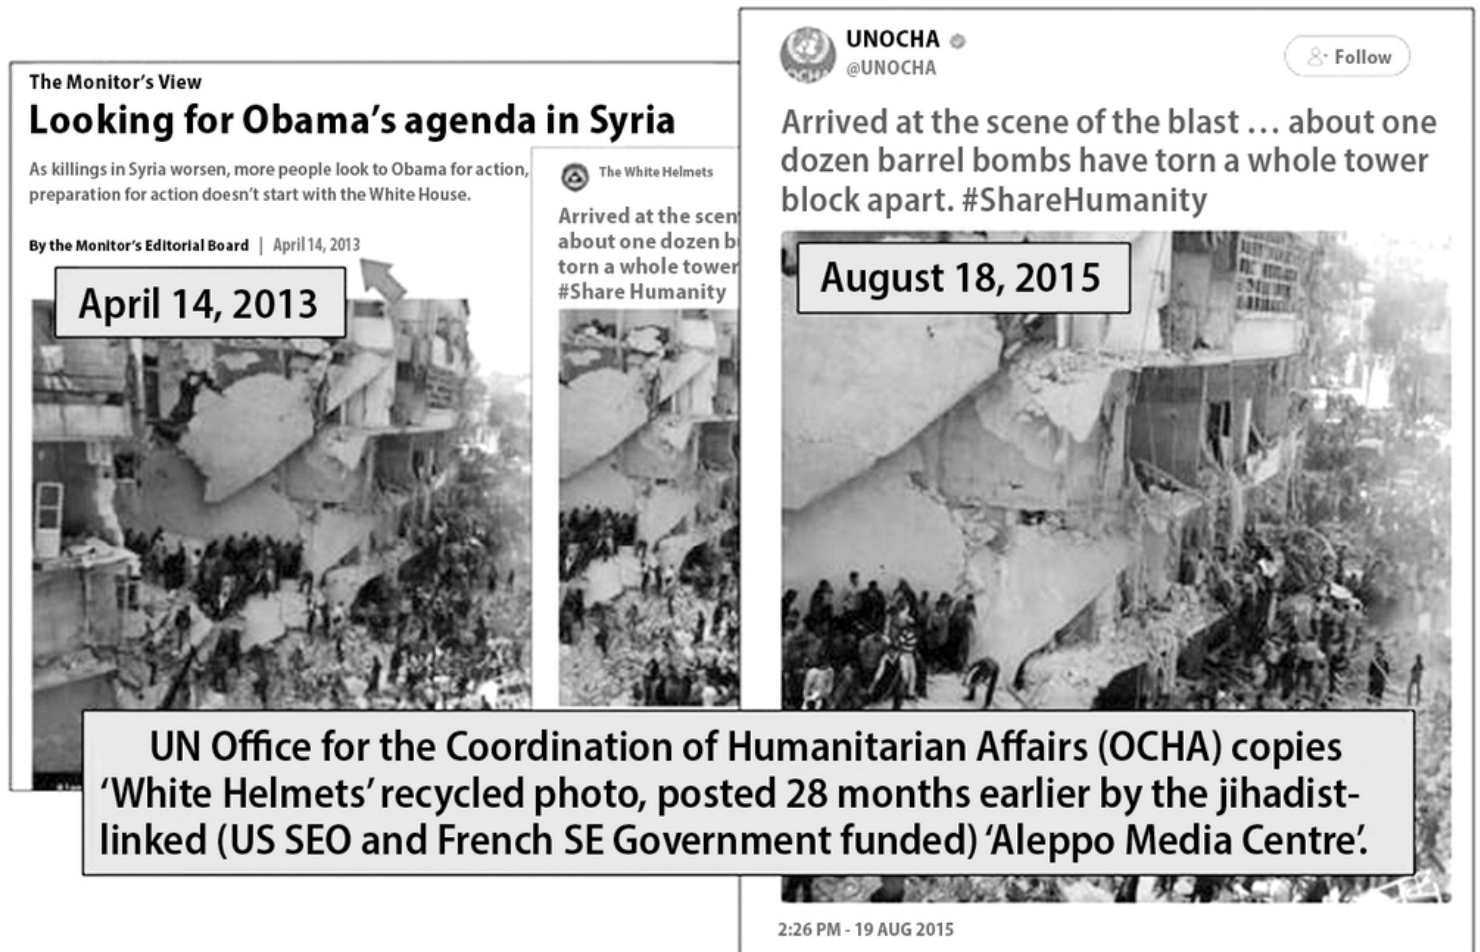 The Monitor's View
Looking for Obama's agenda in Syria
As killings in Syria worsen, more people look to Obama for action,
preparation for action doesn't start with the White House.
By the Monitor's Editorial Board | April 14, 2013
April 14, 2013
The White Helmets
Arrived at the scen
about one dozen b
torn a whole tower
#Share Humanity
UNOCHA
@UNOCHA
Follow
Arrived at the scene of the blast … about one
dozen barrel bombs have torn a whole tower
block apart. #ShareHumanity
August 18, 2015
UN Office for the Coordination of Humanitarian Affairs (OCHA) copies
‘White Helmets’ recycled photo, posted 28 months earlier by the jihadist-
linked (US SEO and French SE Government funded) ‘Aleppo Media Centre’.
2:26 PM - 19 AUG 2015